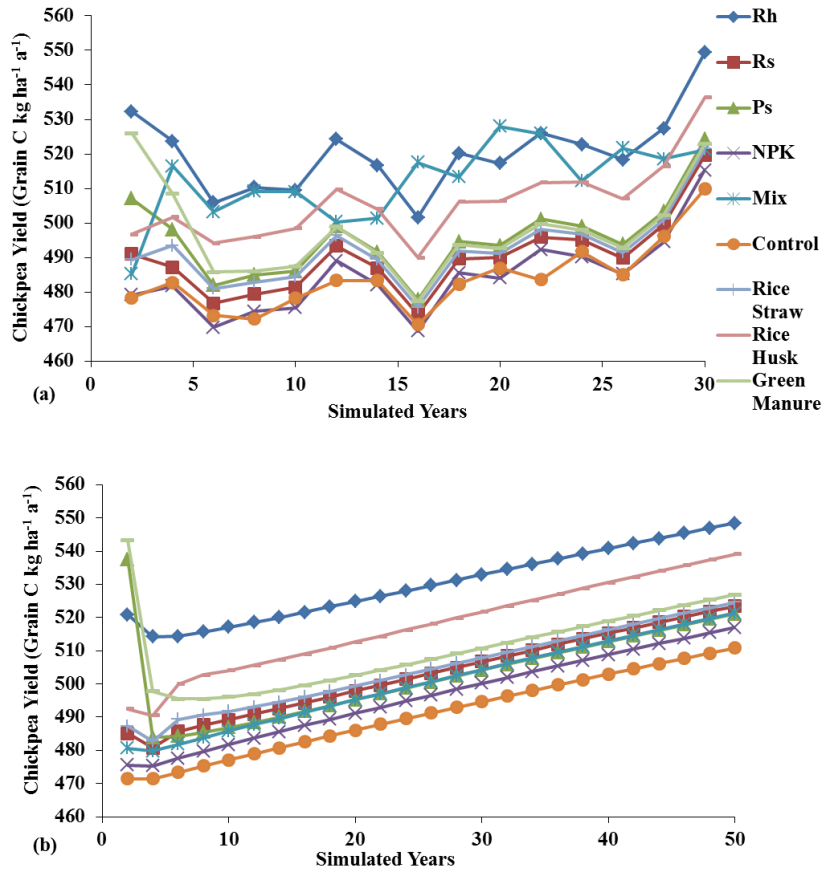 560
550
540
530
520
510
500
490
480
470
460
Chickpea Yield (Grain C kg ha-1 a-1)
0 5 10 15 20 25 30
Simulated Years
(a)
Rh
Rs
Ps
NPK
Mix
Control
Rice
Straw
Rice
Husk
Green
Manure
560
550
540
530
520
510
500
490
480
470
460
Chickpea Yield (Grain C kg ha-1 a-1)
0 10 20 30 40 50
Simulated Years
(b)